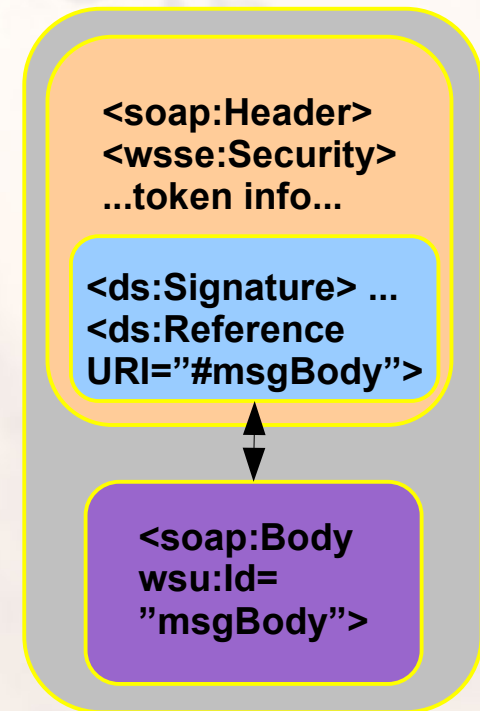 <soap:Header>
<wsse:Security>
...token info...
<ds:Signature> ...
<ds:Reference
URI=”#msgBody”>
<soap:Body
wsu:Id=
”msgBody”>